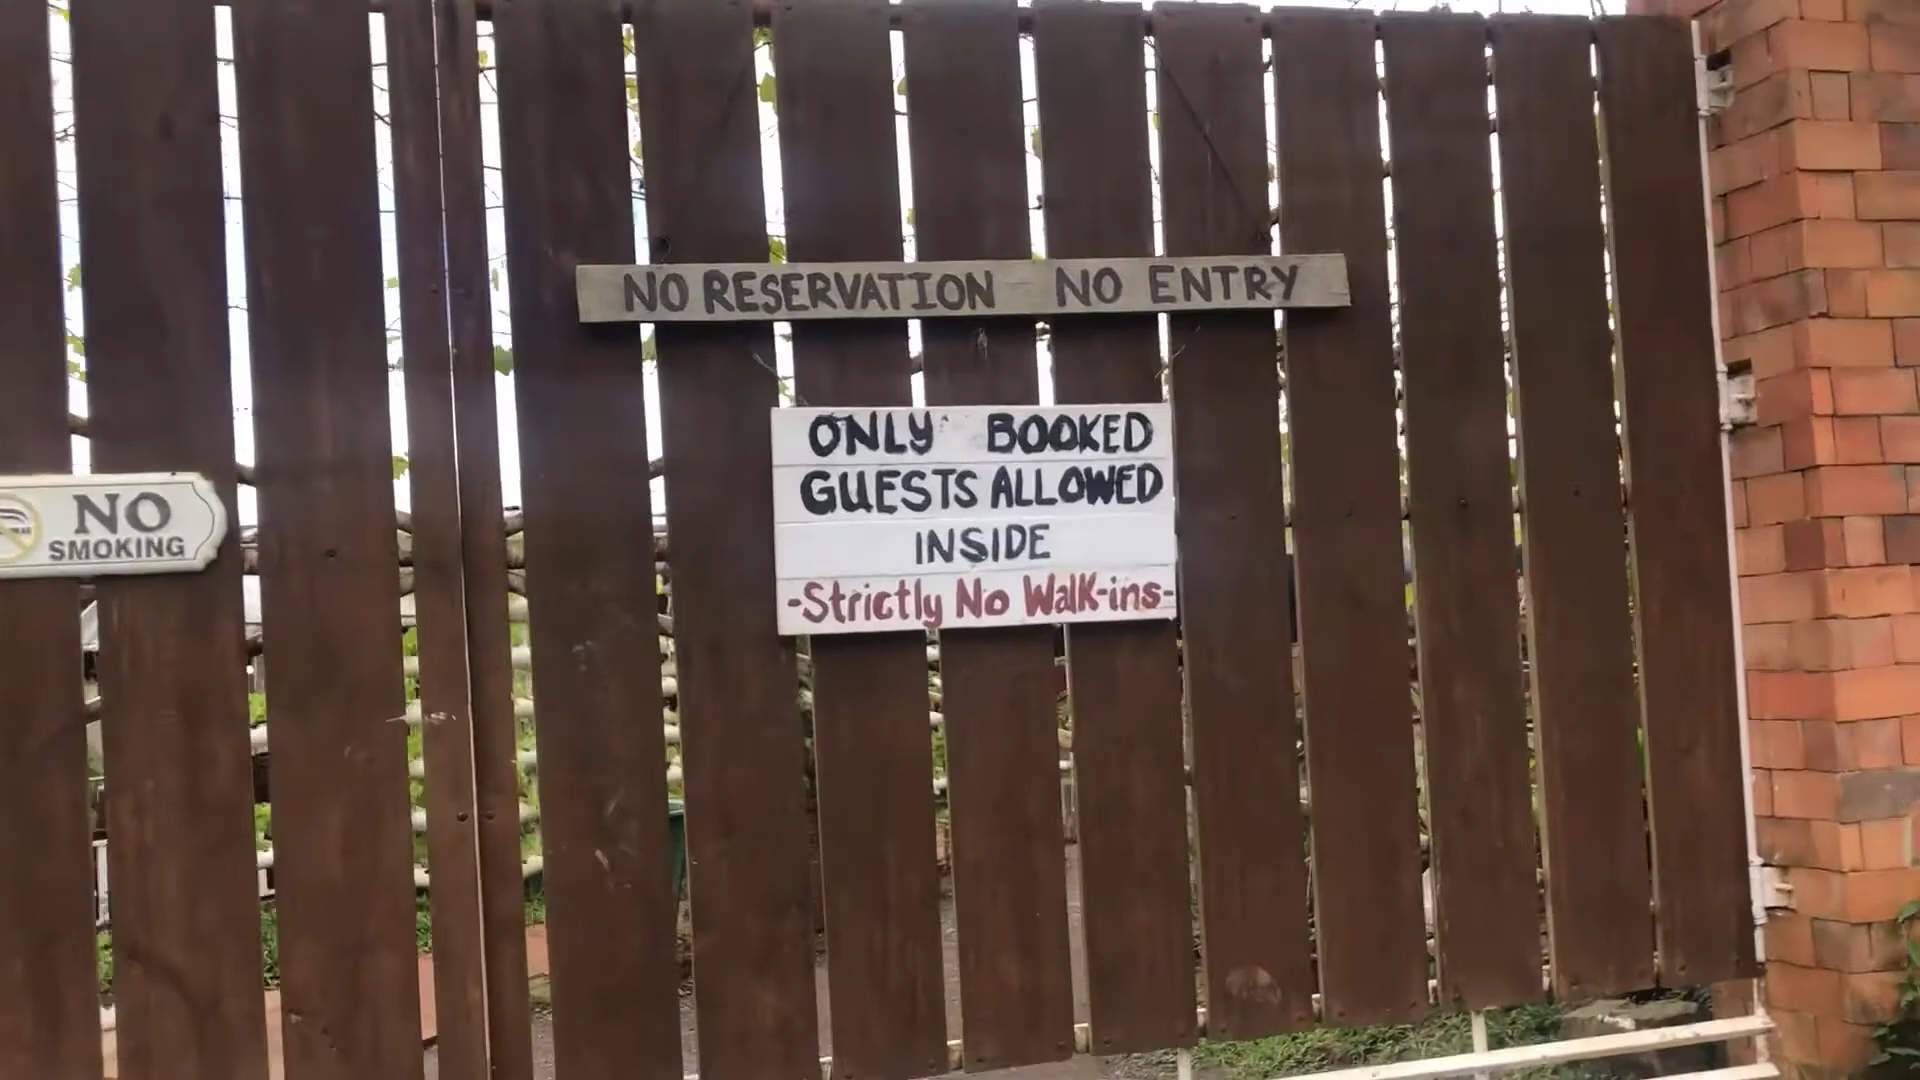 NO RESERVATION NO ENTRY
ONLY BOOKED
GUESTS ALLOWED
INSIDE
-Strictly No Walk-ins-
NO
SMOKING